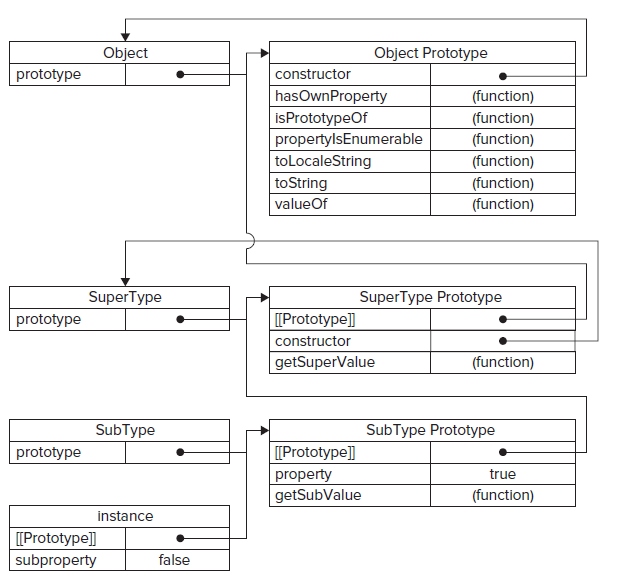 Object
prototype
Object Prototype
constructor
hasOwnProperty (function)
isPrototypeOf (function)
propertyIsEnumerable (function)
toLocaleString (function)
toString (function)
valueOf (function)
SuperType
prototype
SuperType Prototype
[[Prototype]]
constructor
getSuperValue (function)
SubType
prototype
SubType Prototype
[[Prototype]]
property true
getSubValue (function)
instance
[[Prototype]]
subproperty false